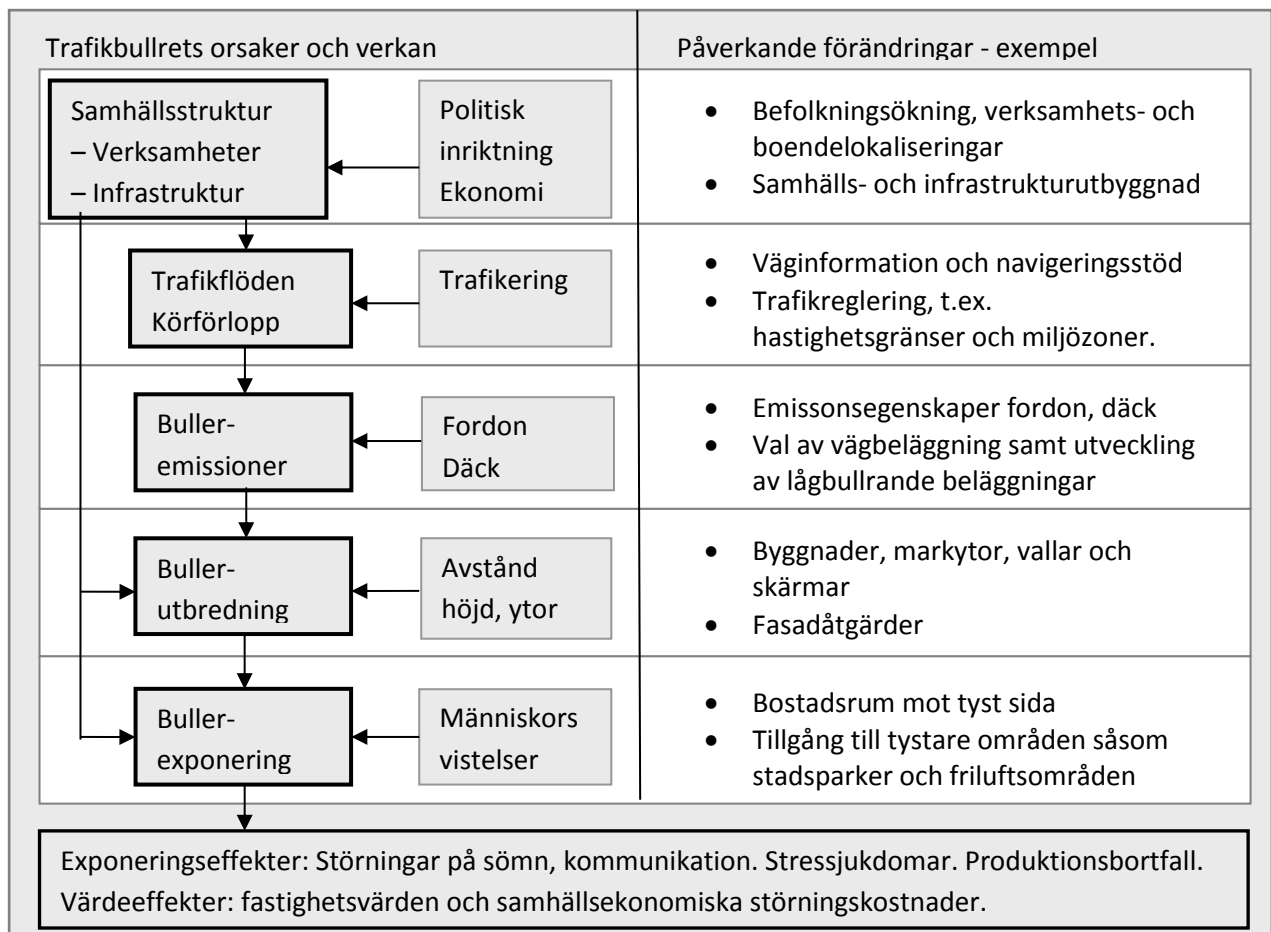 Trafikbullrets orsaker och verkan
Påverkande förändringar - exempel
Samhällsstruktur
– Verksamheter
– Infrastruktur
Politisk
inriktning
Ekonomi
• Befolkningsökning, verksamhets- och
boendelokaliseringar
• Samhälls- och infrastrukturutbyggnad
Trafikflöden
Körförlopp
Trafikering
• Väginformation och navigeringsstöd
• Trafikreglering, t.ex.
hastighetsgränser och miljözoner.
Buller-
emissioner
Fordon
Däck
• Emissonsegenskaper fordon, däck
• Val av vägbeläggning samt utveckling
av lågbullrande beläggningar
Buller-
utbredning
Avstånd
höjd, ytor
• Byggnader, markytor, vallar och
skärmar
• Fasadåtgärder
Buller-
exponering
Människors
vistelser
• Bostadsrum mot tyst sida
• Tillgång till tystare områden såsom
stadsparker och friluftsområden
Exponeringseffekter: Störningar på sömn, kommunikation. Stressjukdomar. Produktionsbortfall.
Värdeeffekter: fastighetsvärden och samhällsekonomiska störningskostnader.